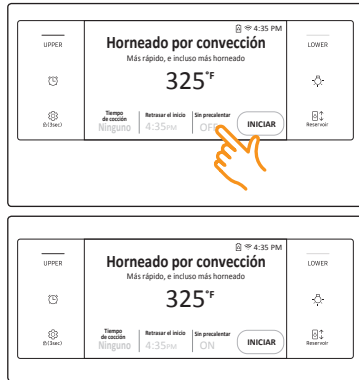 4:35 PM
UPPER
Horneado por convección
LOWER
Más rápido, e incluso más horneado
325°F
Tiempo de cocción
Ninguno
Retrasar el inicio
4:35PM
Sin precalentar
OFF
INICIAR
(3sec)
Reservoir
4:35 PM
UPPER
Horneado por convección
LOWER
Más rápido, e incluso más horneado
325°F
Tiempo de cocción
Ninguno
Retrasar el inicio
4:35PM
Sin precalentar
ON
INICIAR
(3sec)
Reservoir